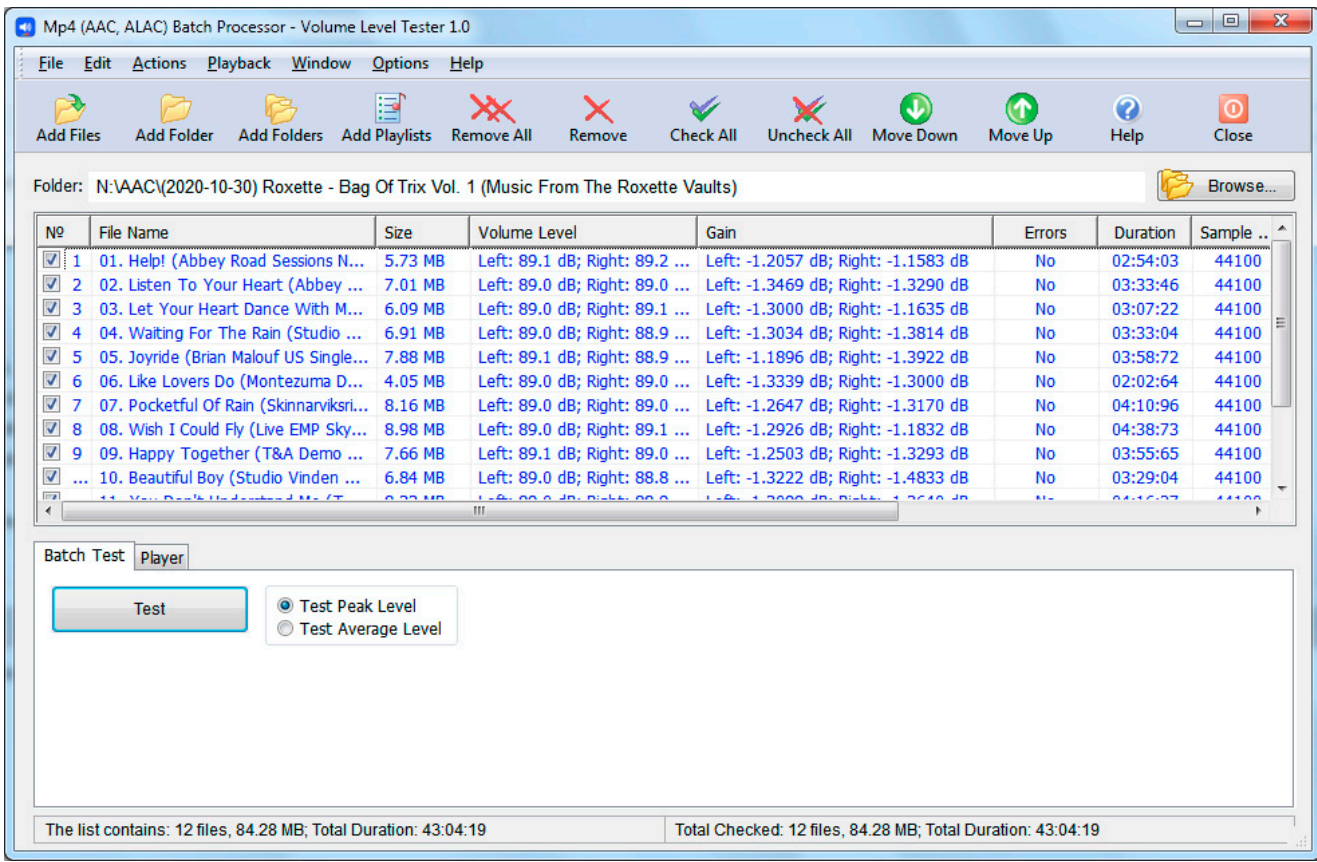 Mp4 (AAC, ALAC) Batch Processor - Volume Level Tester 1.0
File Edit Actions Playback Window Options Help
Add Files Add Folder Add Folders Add Playlists Remove All Remove Check All Uncheck All Move Down Move Up Help Close
Folder: N:\AAC\(2020-10-30) Roxette - Bag Of Trix Vol. 1 (Music From The Roxette Vaults) Browse...
Nº File Name Size Volume Level Gain Errors Duration Sample ..
1 01. Help! (Abbey Road Sessions N... 5.73 MB Left: 89.1 dB; Right: 89.2 ... Left: -1.2057 dB; Right: -1.1583 dB No 02:54:03 44100
2 02. Listen To Your Heart (Abbey ... 7.01 MB Left: 89.0 dB; Right: 89.0 ... Left: -1.3469 dB; Right: -1.3290 dB No 03:33:46 44100
3 03. Let Your Heart Dance With M... 6.09 MB Left: 89.0 dB; Right: 89.1 ... Left: -1.3000 dB; Right: -1.1635 dB No 03:07:22 44100
4 04. Waiting For The Rain (Studio ... 6.91 MB Left: 89.0 dB; Right: 88.9 ... Left: -1.3034 dB; Right: -1.3814 dB No 03:33:04 44100
5 05. Joyride (Brian Malouf US Single... 7.88 MB Left: 89.1 dB; Right: 88.9 ... Left: -1.1896 dB; Right: -1.3922 dB No 03:58:72 44100
6 06. Like Lovers Do (Montezuma D... 4.05 MB Left: 89.0 dB; Right: 89.0 ... Left: -1.3339 dB; Right: -1.3000 dB No 02:02:64 44100
7 07. Pocketful Of Rain (Skinnarviksri... 8.16 MB Left: 89.0 dB; Right: 89.0 ... Left: -1.2647 dB; Right: -1.3170 dB No 04:10:96 44100
8 08. Wish I Could Fly (Live EMP Sky... 8.98 MB Left: 89.0 dB; Right: 89.1 ... Left: -1.2926 dB; Right: -1.1832 dB No 04:38:73 44100
9 09. Happy Together (T&A Demo ... 7.66 MB Left: 89.1 dB; Right: 89.0 ... Left: -1.2503 dB; Right: -1.3293 dB No 03:55:65 44100
... 10. Beautiful Boy (Studio Vinden ... 6.84 MB Left: 89.0 dB; Right: 88.8 ... Left: -1.3222 dB; Right: -1.4833 dB No 03:29:04 44100
Batch Test Player
Test
Test Peak Level
Test Average Level
The list contains: 12 files, 84.28 MB; Total Duration: 43:04:19 Total Checked: 12 files, 84.28 MB; Total Duration: 43:04:19